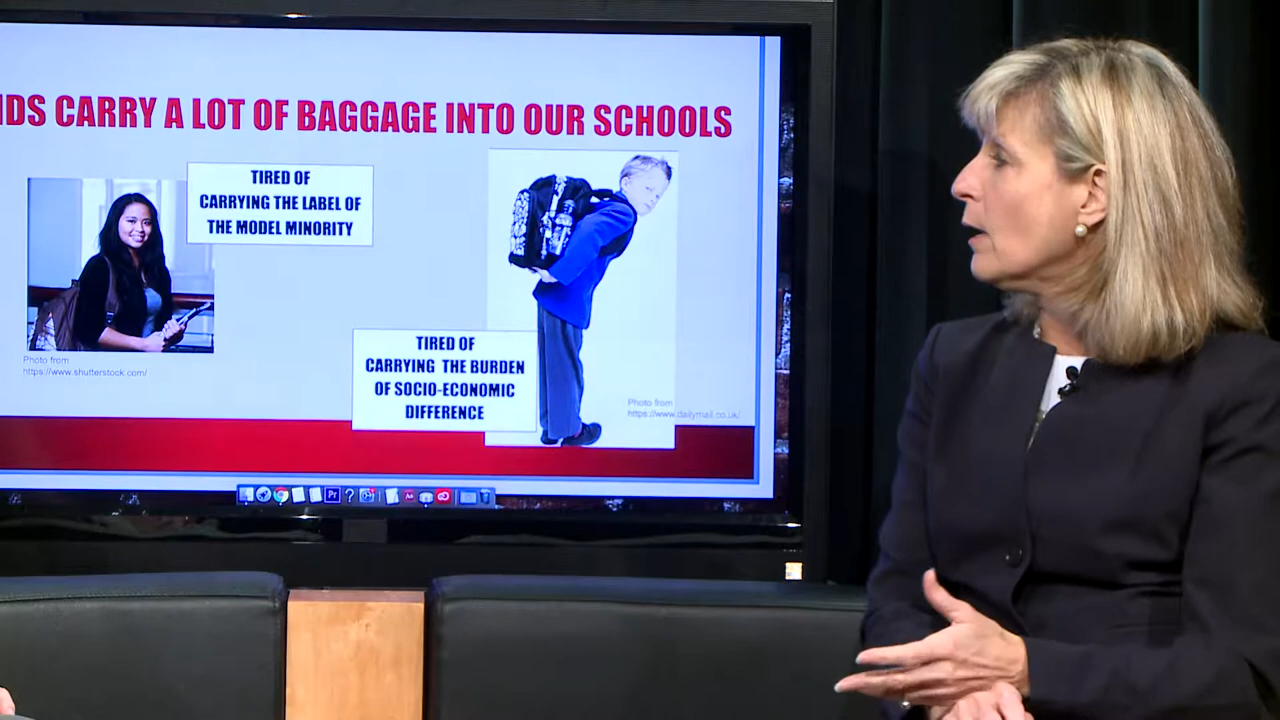 IDS CARRY A LOT OF BAGGAGE INTO OUR SCHOOLS
TIRED OF
CARRYING THE LABEL OF
THE MODEL MINORITY
Photo from
https://www.shutterstock.com/
TIRED OF
CARRYING THE BURDEN
OF SOCIO-ECONOMIC
DIFFERENCE
Photo from
https://www.dailymail.co.uk/
Pr
?